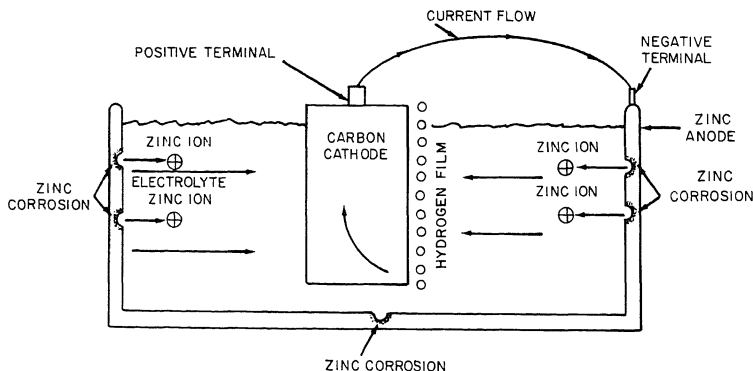 CURRENT FLOW
POSITIVE TERMINAL
NEGATIVE
TERMINAL
ZINC
ANODE
ZINC ION
CARBON
CATHODE
HYDROGEN FILM
ZINC ION
ZINC
CORROSION
ELECTROLYTE
ZINC ION
ZINC ION
ZINC
CORROSION
ZINC CORROSION